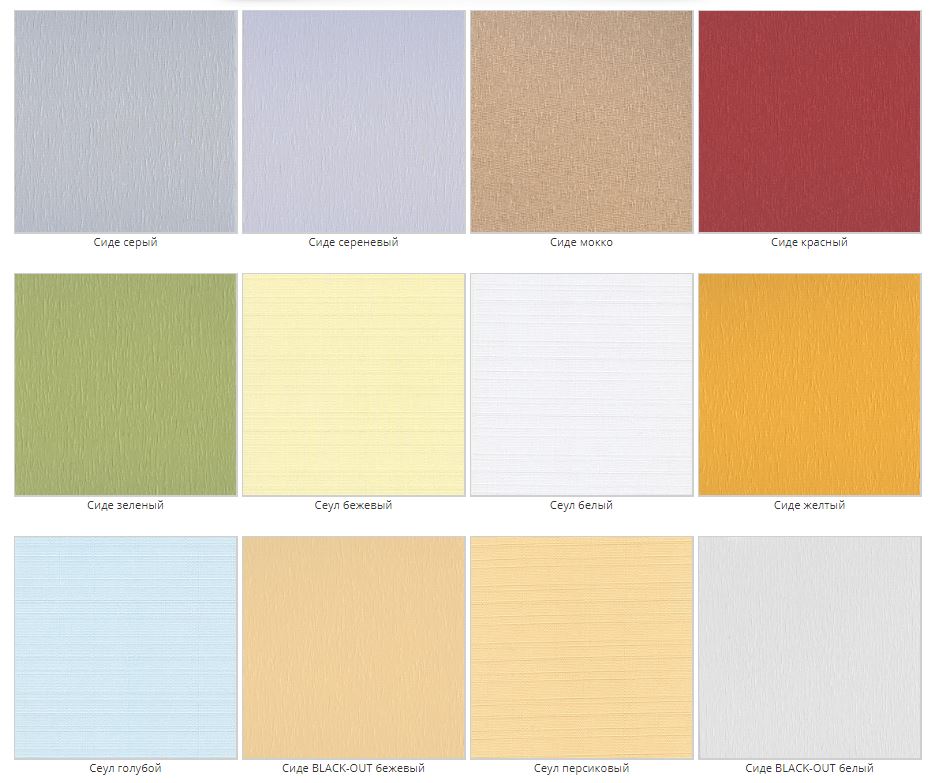 Сиде серый
Сиде сереневый
Сиде мокко
Сиде красный
Сиде зеленый
Сеул бежевый
Сеул белый
Сиде желтый
Сеул голубой
Сиде BLACK-OUT бежевый
Сеул персиковый
Сиде BLACK-OUT белый